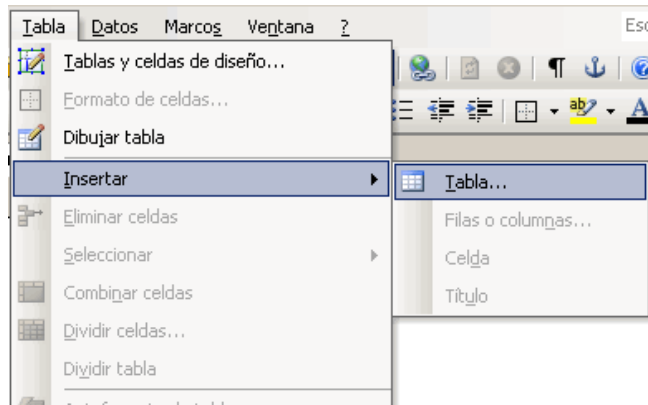 Tabla Datos Marcos Ventana ?
Tablas y celdas de diseño...
Formato de celdas...
Dibujar tabla
Insertar
Tabla...
Eliminar celdas
Filas o columnas...
Seleccionar
Celda
Combinar celdas
Título
Dividir celdas...
Dividir tabla